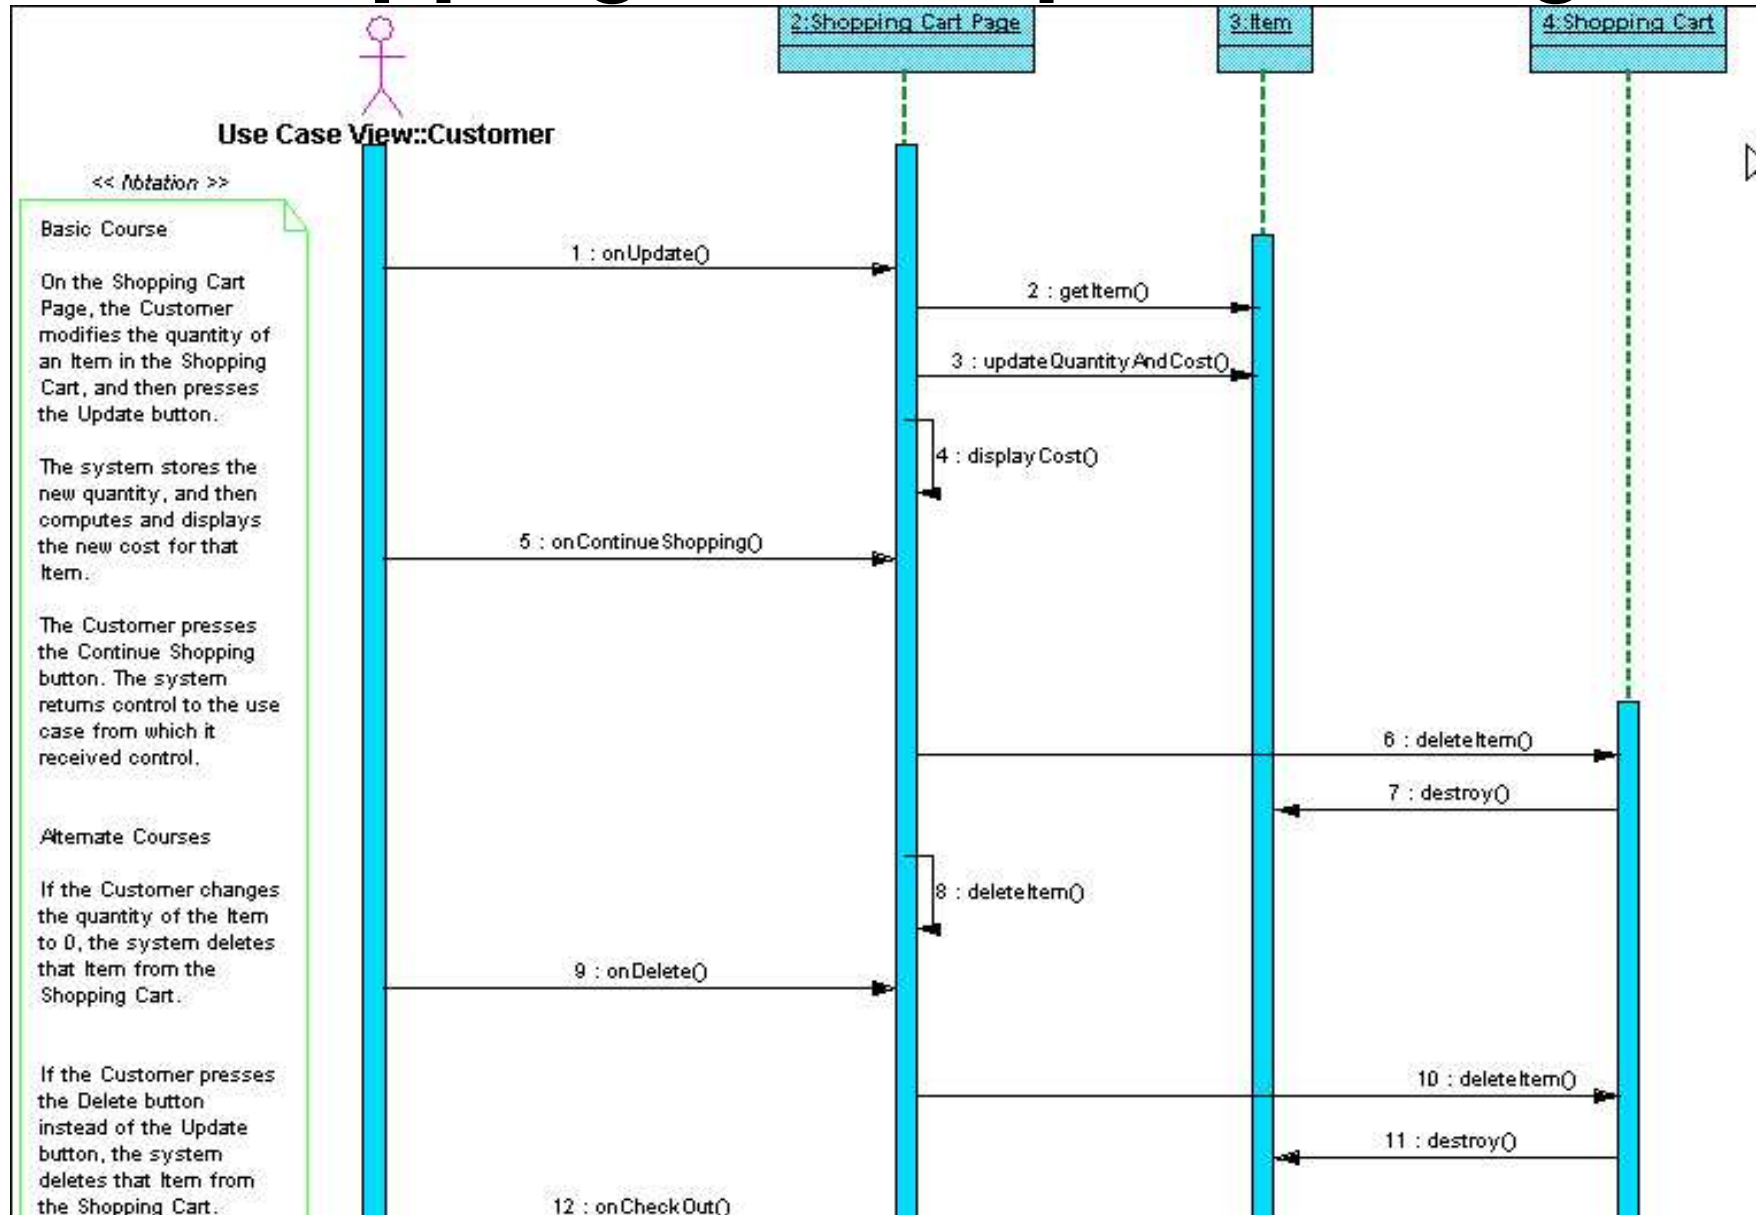 2:Shopping Cart Page
3:Item
4:Shopping Cart
Use Case View::Customer
<< Notation >>
Basic Course
On the Shopping Cart
Page, the Customer
modifies the quantity of
an Item in the Shopping
Cart, and then presses
the Update button.
The system stores the
new quantity, and then
computes and displays
the new cost for that
Item.
The Customer presses
the Continue Shopping
button. The system
returns control to the use
case from which it
received control.
Alternate Courses
If the Customer changes
the quantity of the Item
to 0, the system deletes
that Item from the
Shopping Cart.
If the Customer presses
the Delete button
instead of the Update
button, the system
deletes that Item from
the Shopping Cart.
1 : onUpdate()
2 : getItem()
3 : updateQuantityAndCost()
4 : displayCost()
5 : onContinueShopping()
6 : deleteItem()
7 : destroy()
8 : deleteItem()
9 : onDelete()
10 : deleteItem()
11 : destroy()
12 : onCheckOut()